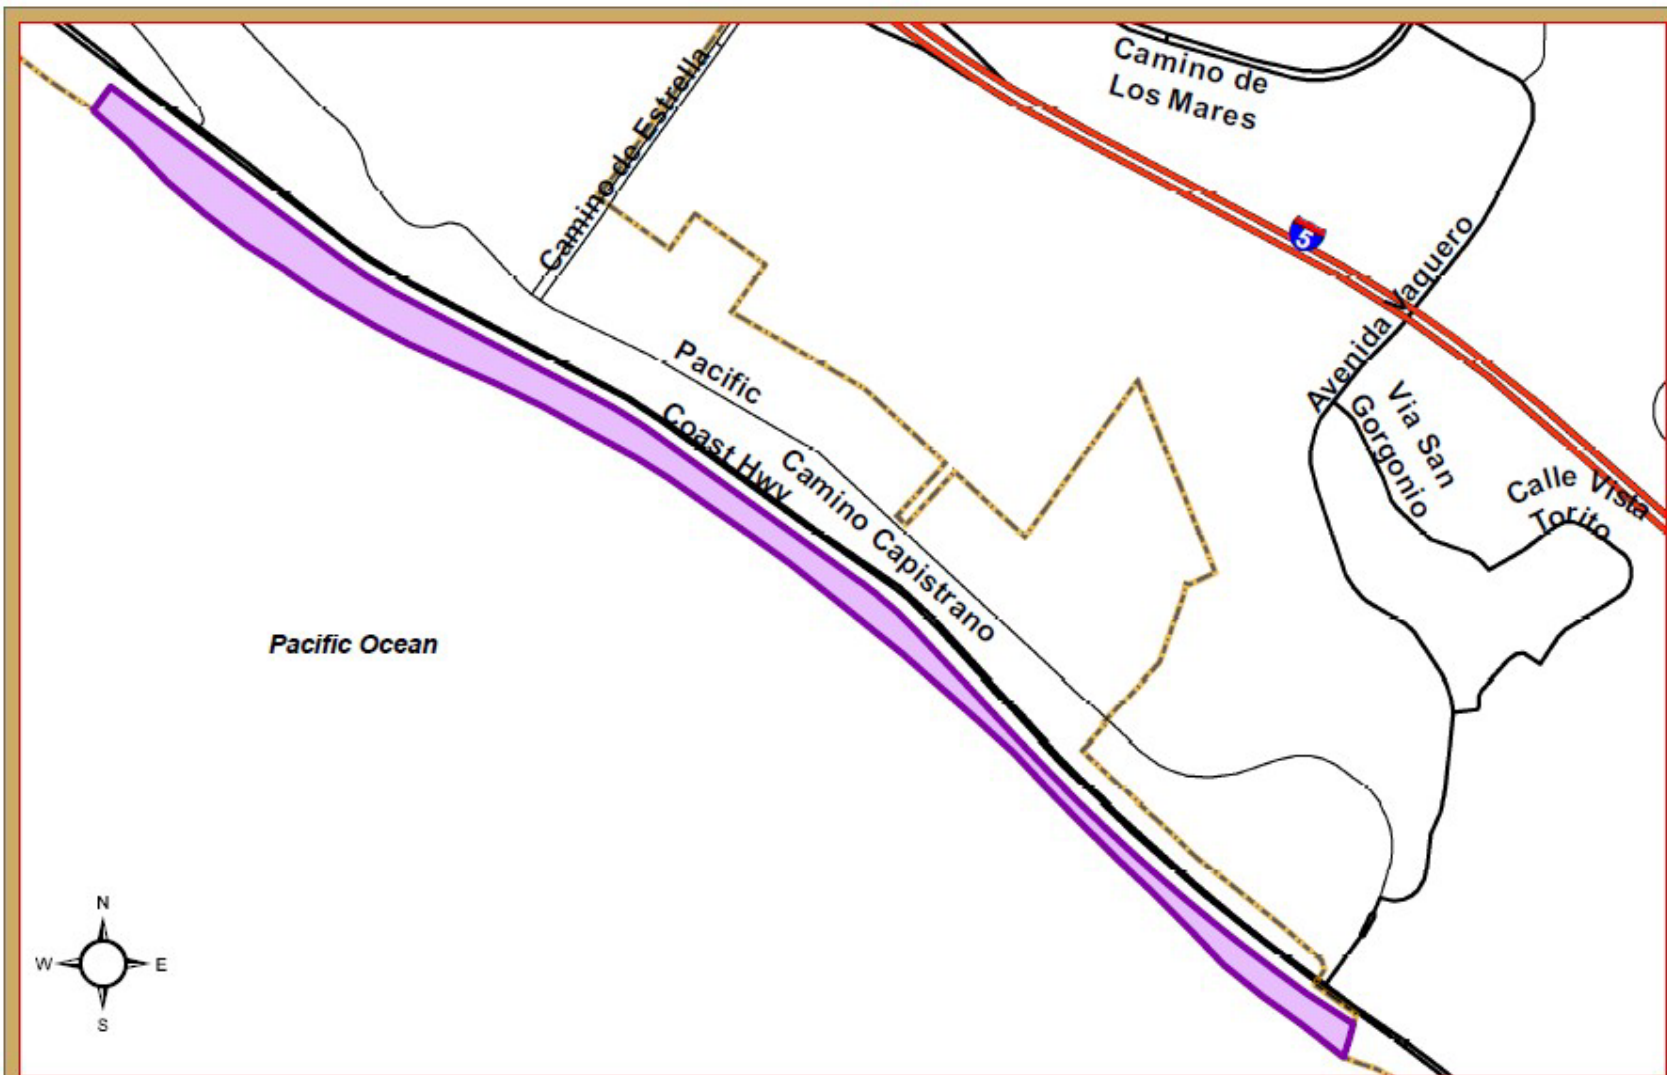 Camino de
Los Mares
Camino de Estrella
5
Avenida Vaquero
Pacific
Coast Hwy
Via San
Gorgonio
Camino Capistrano
Calle Vista
Torito
Pacific Ocean
N
W E
S